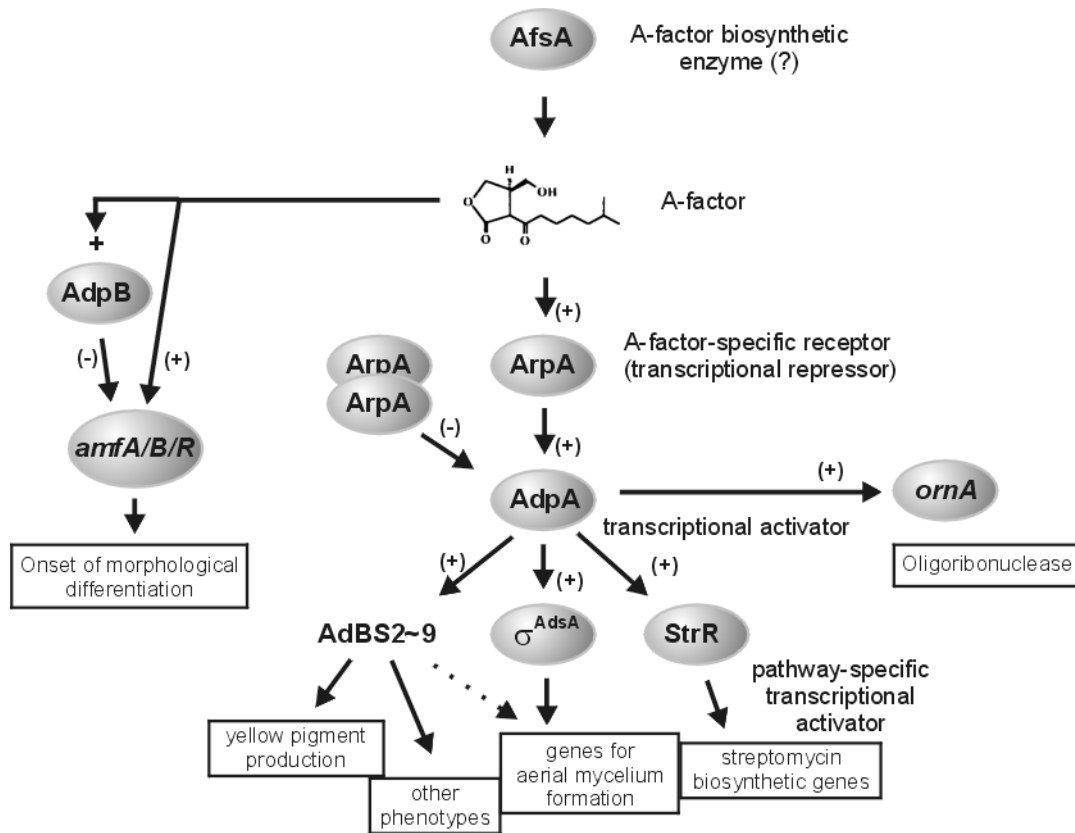 AfsA
A-factor biosynthetic
enzyme (?)
H
OH
O
O
O
A-factor
+
AdpB
(+)
(-)
(+)
ArpA
ArpA
ArpA
A-factor-specific receptor
(transcriptional repressor)
amfA/B/R
(-)
(+)
AdpA
(+)
ornA
transcriptional activator
Onset of morphological
differentiation
Oligoribonuclease
(+)
(+)
(+)
AdBS2~9
σAdsA
StrR
pathway-specific
transcriptional
activator
yellow pigment
production
other
phenotypes
genes for
aerial mycelium
formation
streptomycin
biosynthetic genes